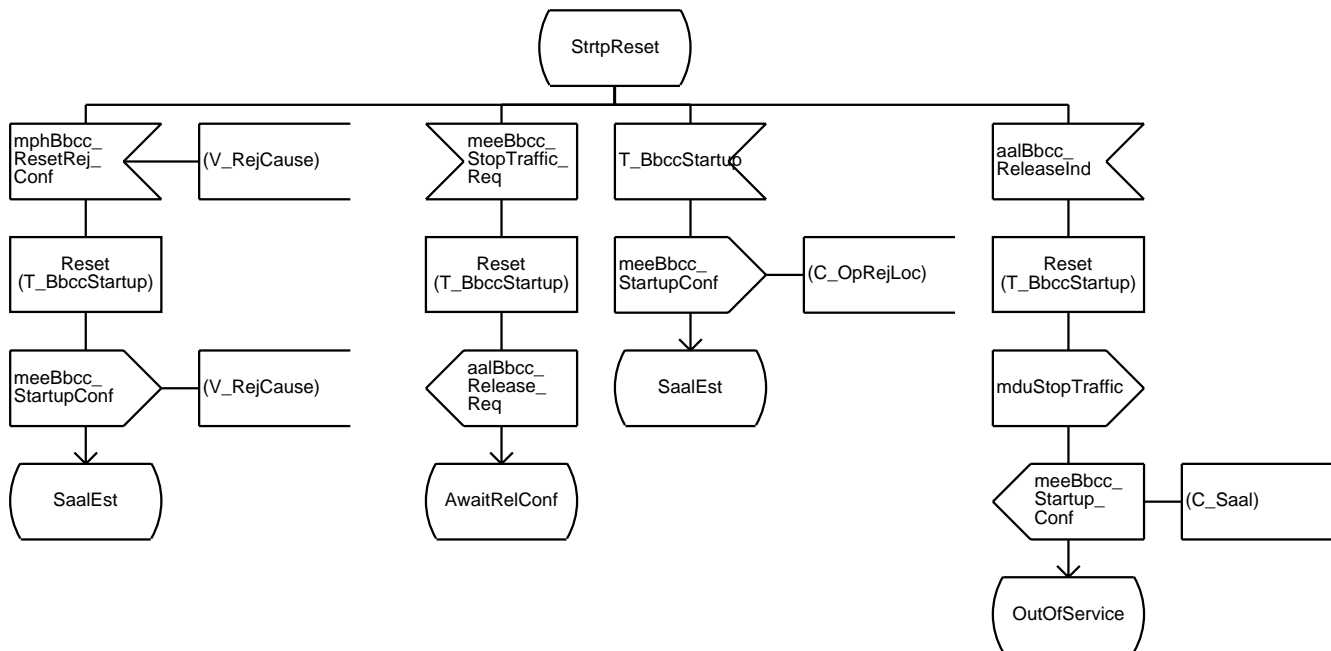 StrtpReset
mphBbcc_
ResetRej_
Conf
(V_RejCause)
Reset
(T_BbccStartup)
meeBbcc_
StartupConf
(V_RejCause)
SaalEst
meeBbcc_
StopTraffic_
Req
Reset
(T_BbccStartup)
aalBbcc_
Release_
Req
AwaitRelConf
T_BbccStartup
meeBbcc_
StartupConf
(C_OpRejLoc)
SaalEst
aalBbcc_
ReleaseInd
Reset
(T_BbccStartup)
mduStopTraffic
meeBbcc_
Startup_
Conf
(C_Saal)
OutOfService